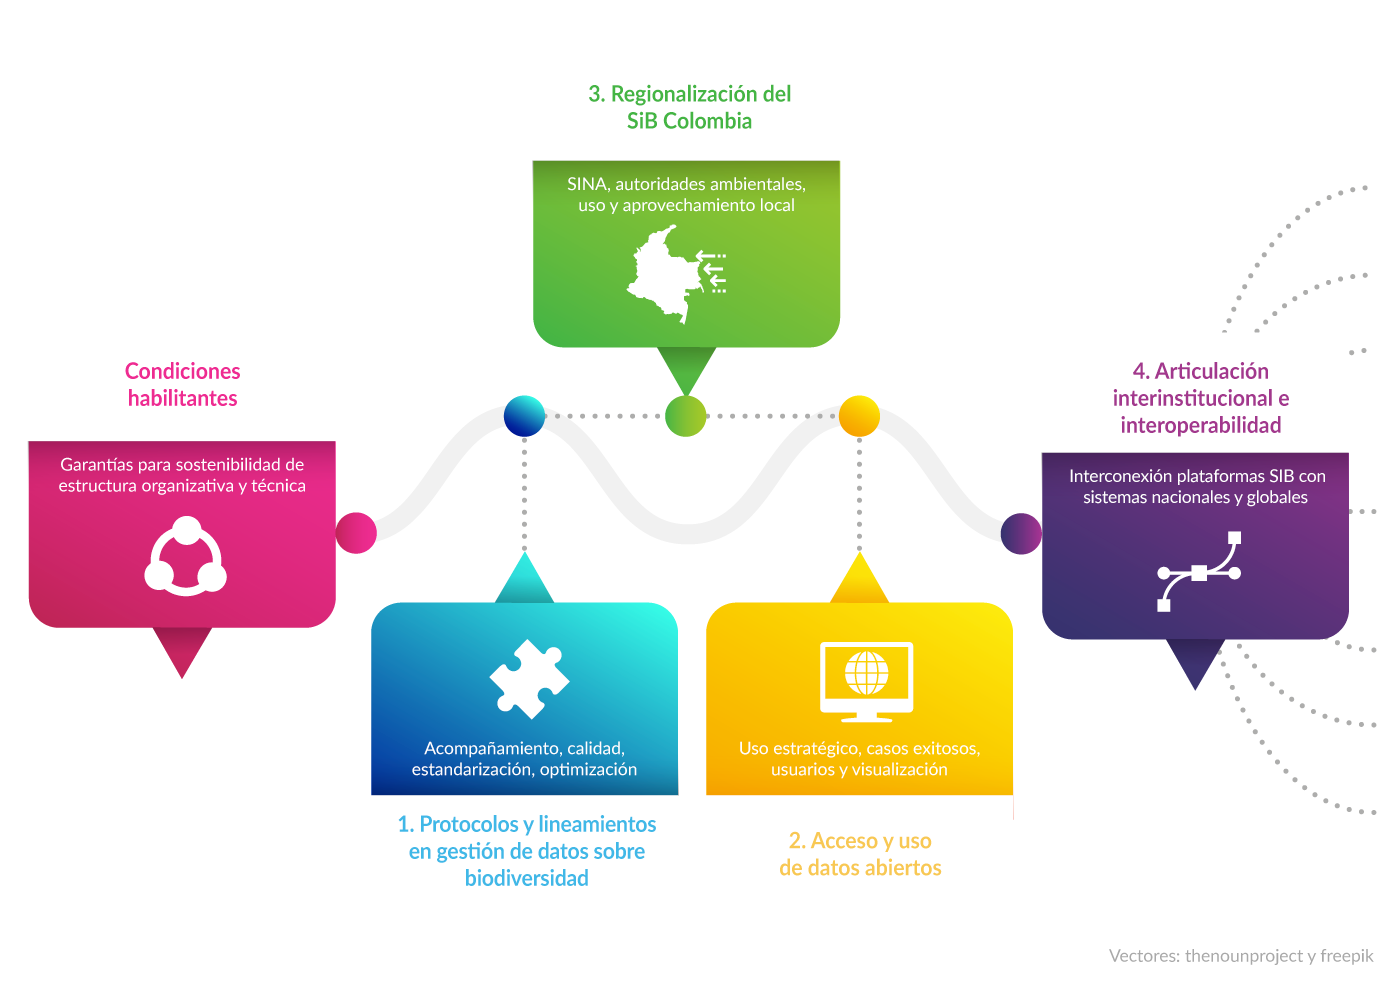 3. Regionalización del
SiB Colombia
SINA, autoridades ambientales,
uso y aprovechamiento local
Condiciones
habilitantes
Garantías para sostenibilidad de
estructura organizativa y técnica
4. Articulación
interinstitucional e
interoperabilidad
Interconexión plataformas SIB con
sistemas nacionales y globales
Acompañamiento, calidad,
estandarización, optimización
1. Protocolos y lineamientos
en gestión de datos sobre
biodiversidad
Uso estratégico, casos exitosos,
usuarios y visualización
2. Acceso y uso
de datos abiertos
Vectores: thenounproject y freepik